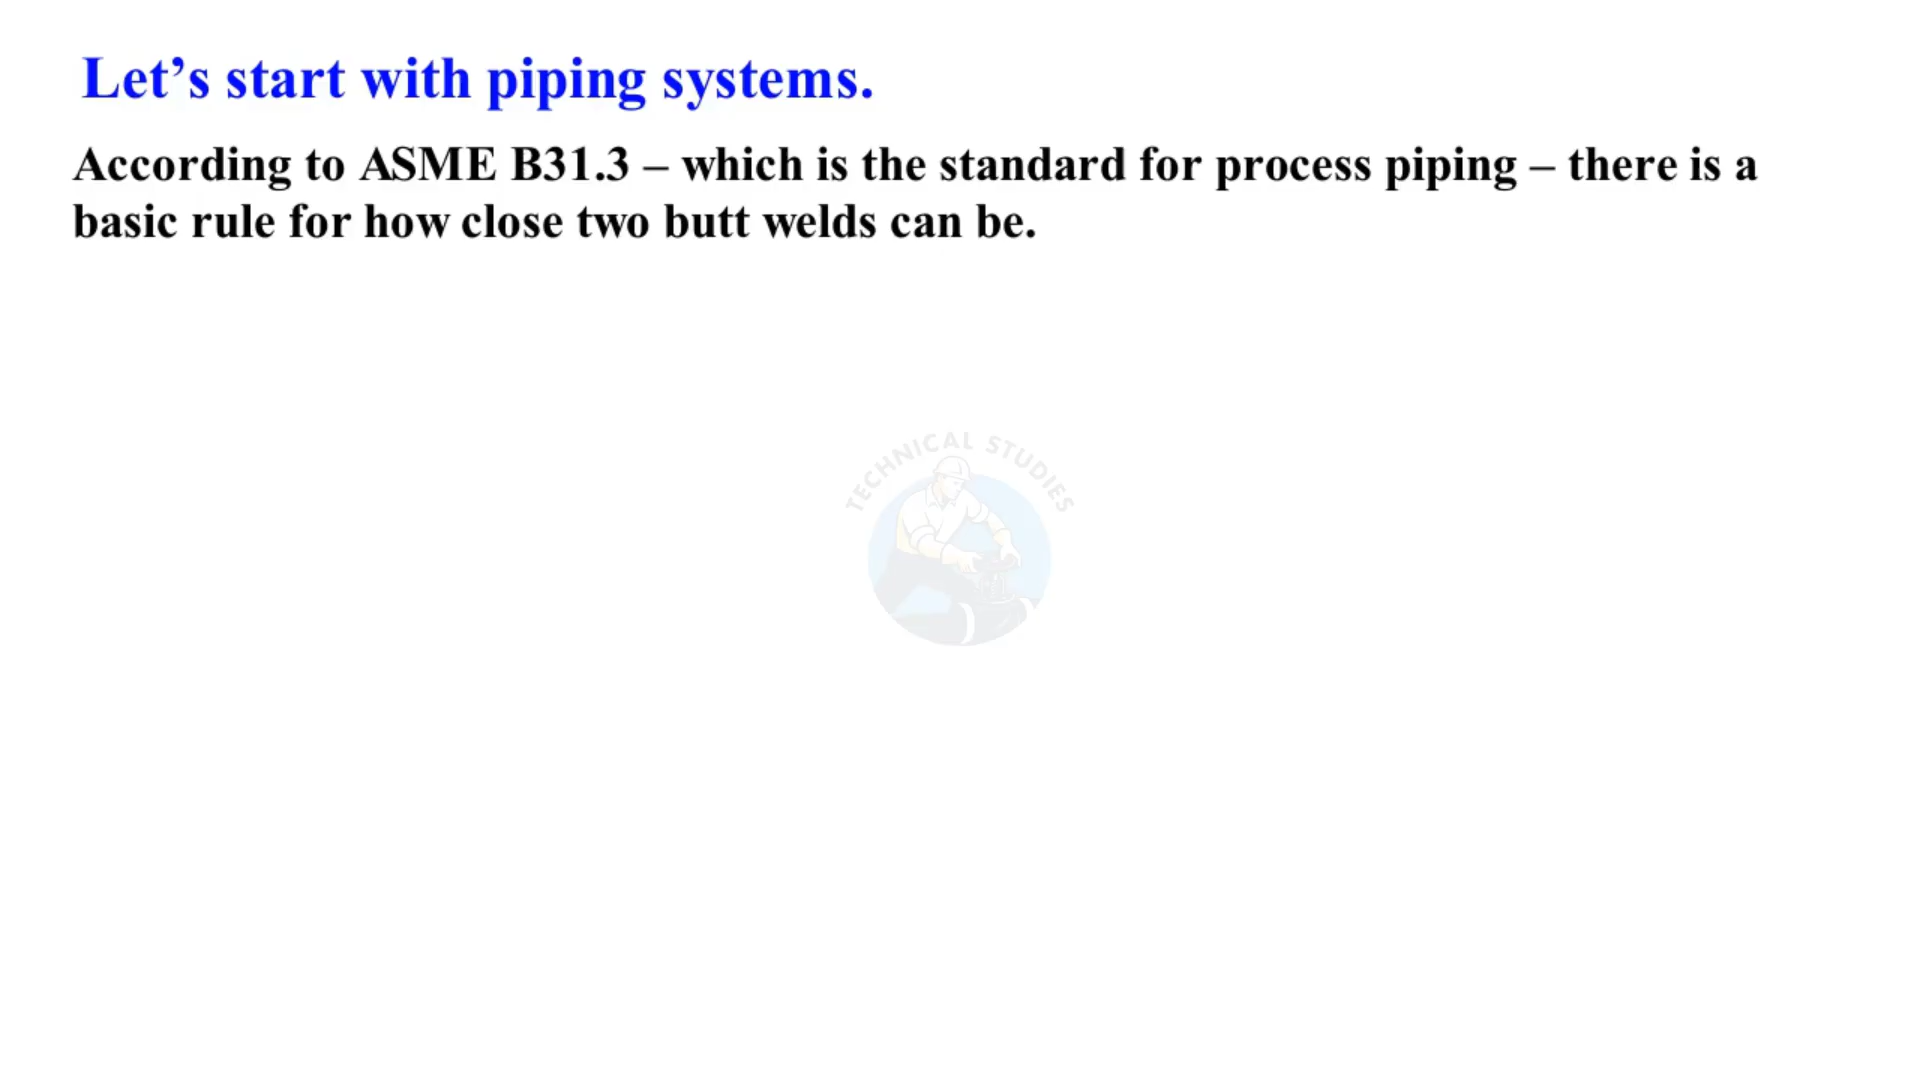 Let’s start with piping systems.
According to ASME B31.3 – which is the standard for process piping – there is a
basic rule for how close two butt welds can be.
TECHNICAL STUDIES